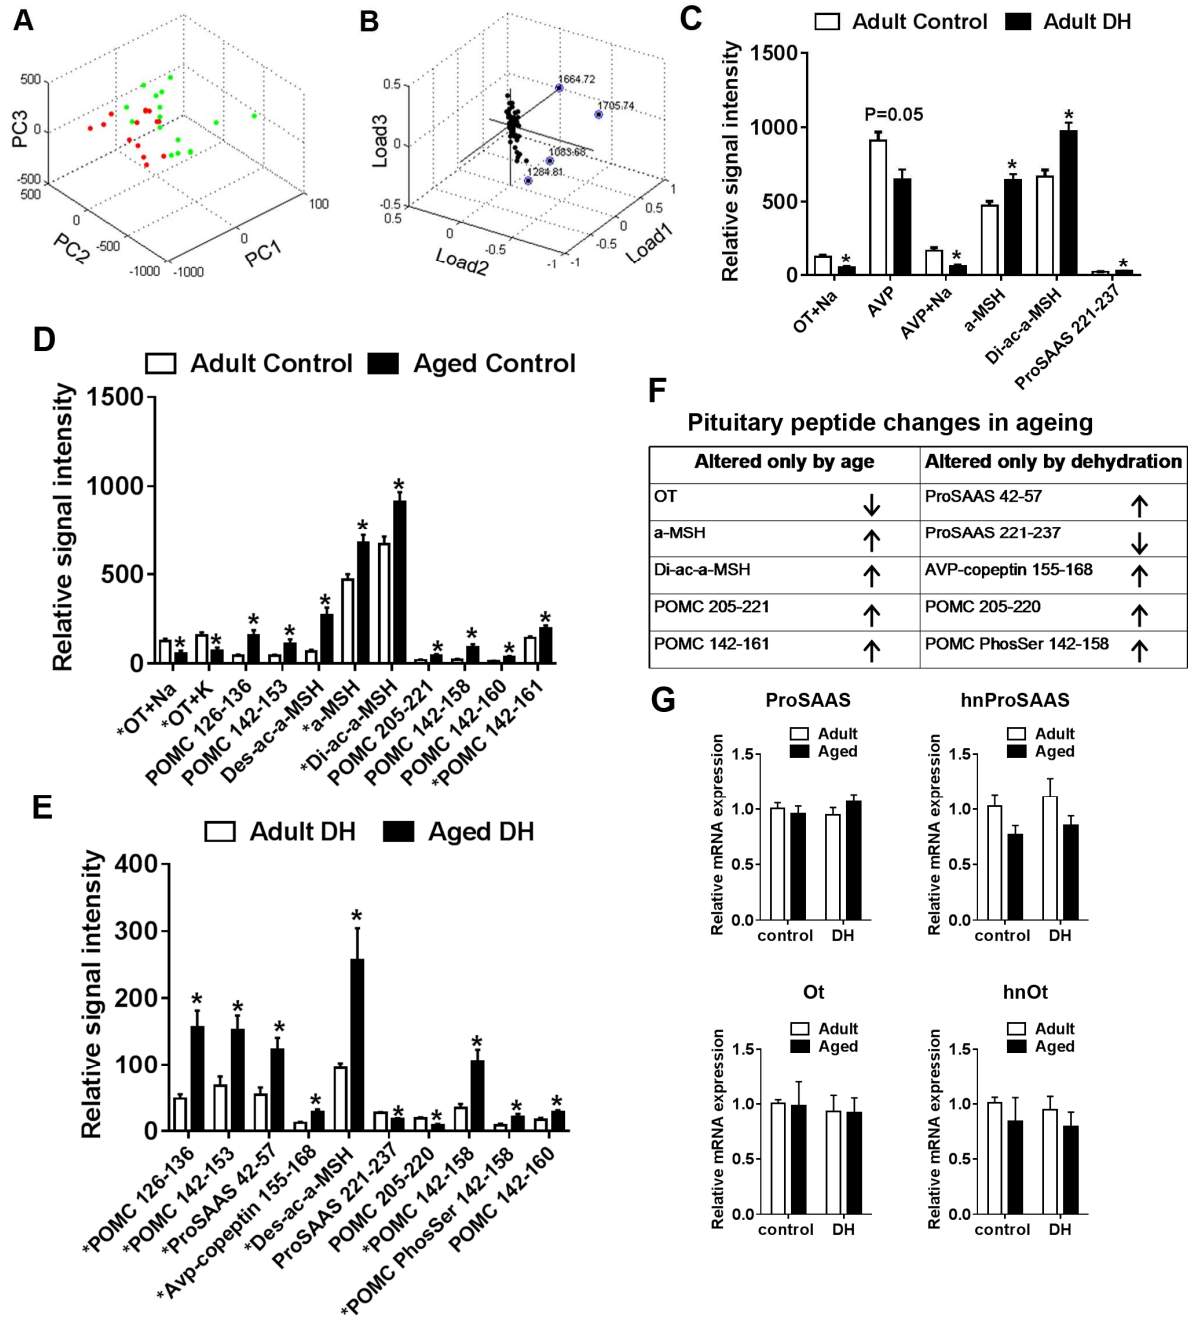 A
500
0
-500
PC3
500
0
-500
-1000
PC2
-1000
0
100
PC1
B
0.5
0
-0.5
Load3
0.5
0
-0.5
-1
Load2
-1
-0.5
0
0.5
1
Load1
1664.72
1705.74
1083.68
1284.81
C
Adult Control
Adult DH
Relative signal intensity
1500
1000
500
0
P=0.05
*
*
*
*
*
OT+Na
AVP
AVP+Na
a-MSH
Di-ac-a-MSH
ProSAAS 221-237
D
Adult Control
Aged Control
Relative signal intensity
1500
1000
500
0
*
*
*
*
*
*
*
*
*
*
*
*OT+Na
*OT+K
POMC 126-136
POMC 142-153
Des-ac-a-MSH
*a-MSH
*Di-ac-a-MSH
POMC 205-221
POMC 142-158
POMC 142-160
*POMC 142-161
E
Adult DH
Aged DH
Relative signal intensity
400
300
200
100
0
*
*
*
*
*
*
*
*
*
*
*POMC 126-136
*POMC 142-153
*ProSAAS 42-57
*Avp-copeptin 155-168
*Des-ac-a-MSH
ProSAAS 221-237
POMC 205-220
*POMC 142-158
*POMC PhosSer 142-158
POMC 142-160
F
Pituitary peptide changes in ageing
Altered only by age Altered only by dehydration
OT ↓ ProSAAS 42-57 ↑
a-MSH ↑ ProSAAS 221-237 ↓
Di-ac-a-MSH ↑ AVP-copeptin 155-168 ↑
POMC 205-221 ↑ POMC 205-220 ↑
POMC 142-161 ↑ POMC PhosSer 142-158 ↑
G
ProSAAS
Adult
Aged
Relative mRNA expression
1.5
1.0
0.5
0.0
control DH
hnProSAAS
Adult
Aged
Relative mRNA expression
1.5
1.0
0.5
0.0
control DH
Ot
Adult
Aged
Relative mRNA expression
1.5
1.0
0.5
0.0
control DH
hnOt
Adult
Aged
Relative mRNA expression
1.5
1.0
0.5
0.0
control DH